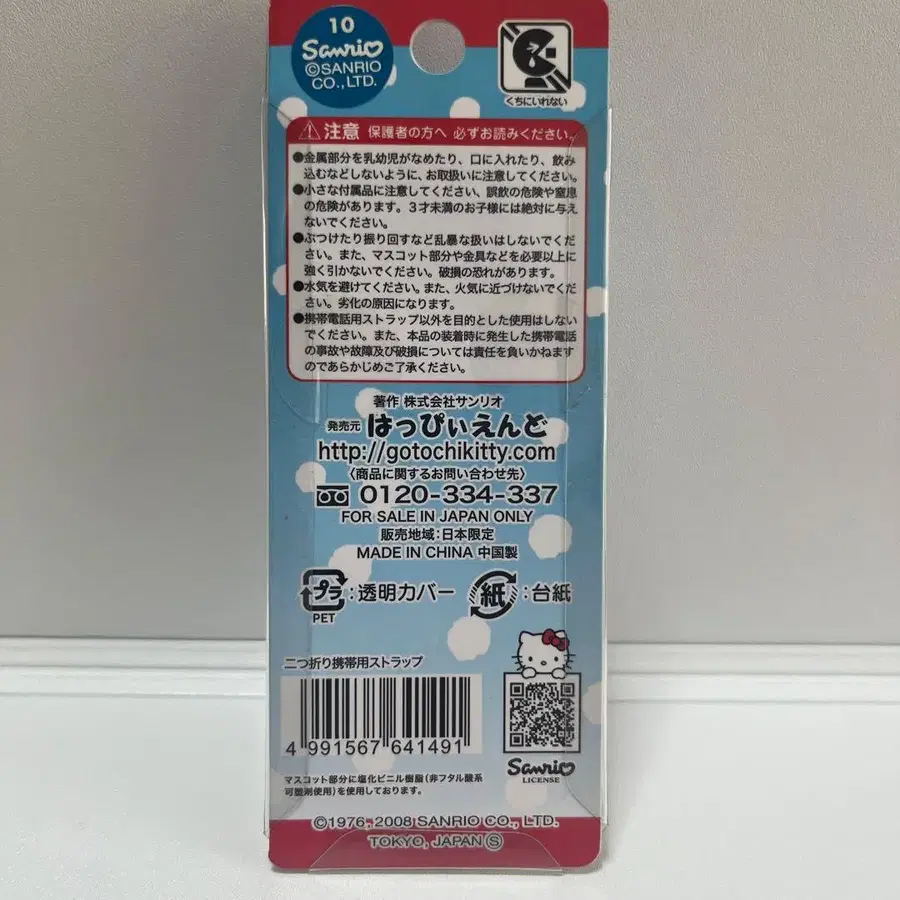 10
Sanrio
©SANRIO
CO., LTD.
くちにいれない
注意 保護者の方へ 必ずお読みください。
●金属部分を乳幼児がなめたり、口に入れたり、飲み
込むなどしないように、お取扱いに注意してください。
●小さな付属品に注意してください、誤飲の危険や窒息
の危険があります。3才未満のお子様には絶対に与え
ないでください。
●ぶつけたり振り回すなど乱暴な扱いはしないでくだ
さい。また、マスコット部分や金具などを必要以上に
強く引かないでください。破損の恐れがあります。
●水気を避けてください。また、火気に近づけないでくだ
さい。劣化の原因になります。
●携帯電話用ストラップ以外を目的とした使用はしない
でください。また、本品の装着時に発生した携帯電話
の事故や故障及び破損については責任を負いかねます
のであらかじめご了承ください。
著作 株式会社サンリオ
発売元 はっぴぃえんど
http://gotochikitty.com
〈商品に関するお問い合わせ先〉
0120-334-337
FOR SALE IN JAPAN ONLY
販売地域:日本限定
MADE IN CHINA 中国製
プラ:透明カバー 紙:台紙
PET
二つ折り携帯用ストラップ
4 991567 641491
Sanrio
LICENSE
マスコット部分に塩化ビニル樹脂(非フタル酸系
可塑剤使用)を使用しております。
©1976, 2008 SANRIO CO., LTD.
TOKYO, JAPAN Ⓢ